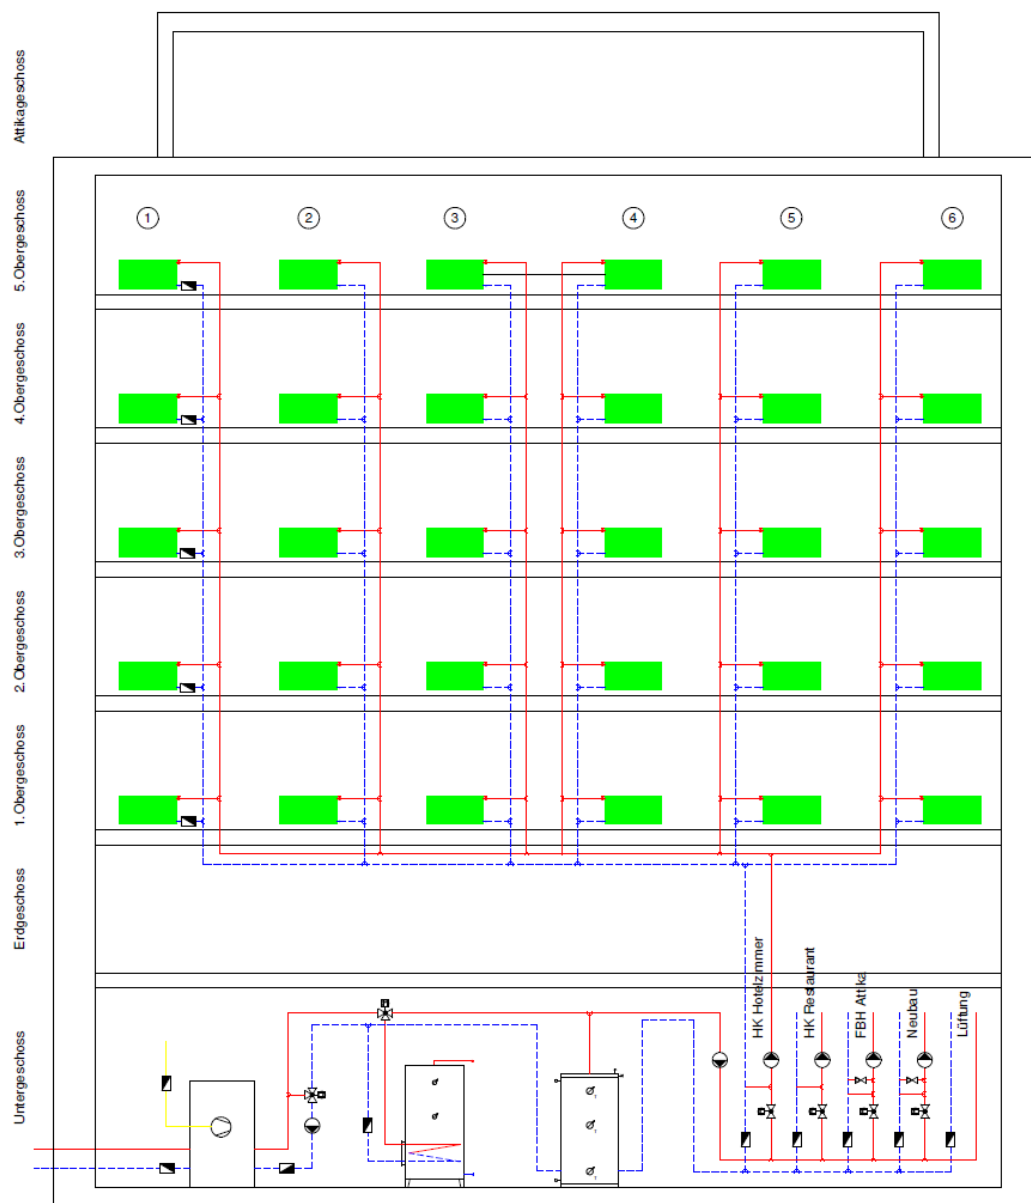 Attikageschoss
5.Obergeschoss
1
2
3
4
5
6
4.Obergeschoss
3.Obergeschoss
2.Obergeschoss
1.Obergeschoss
Erdgeschoss
Untergeschoss
HK Hotelzimmer
HK Restaurant
FBH Attika
Neubau
Lüftung